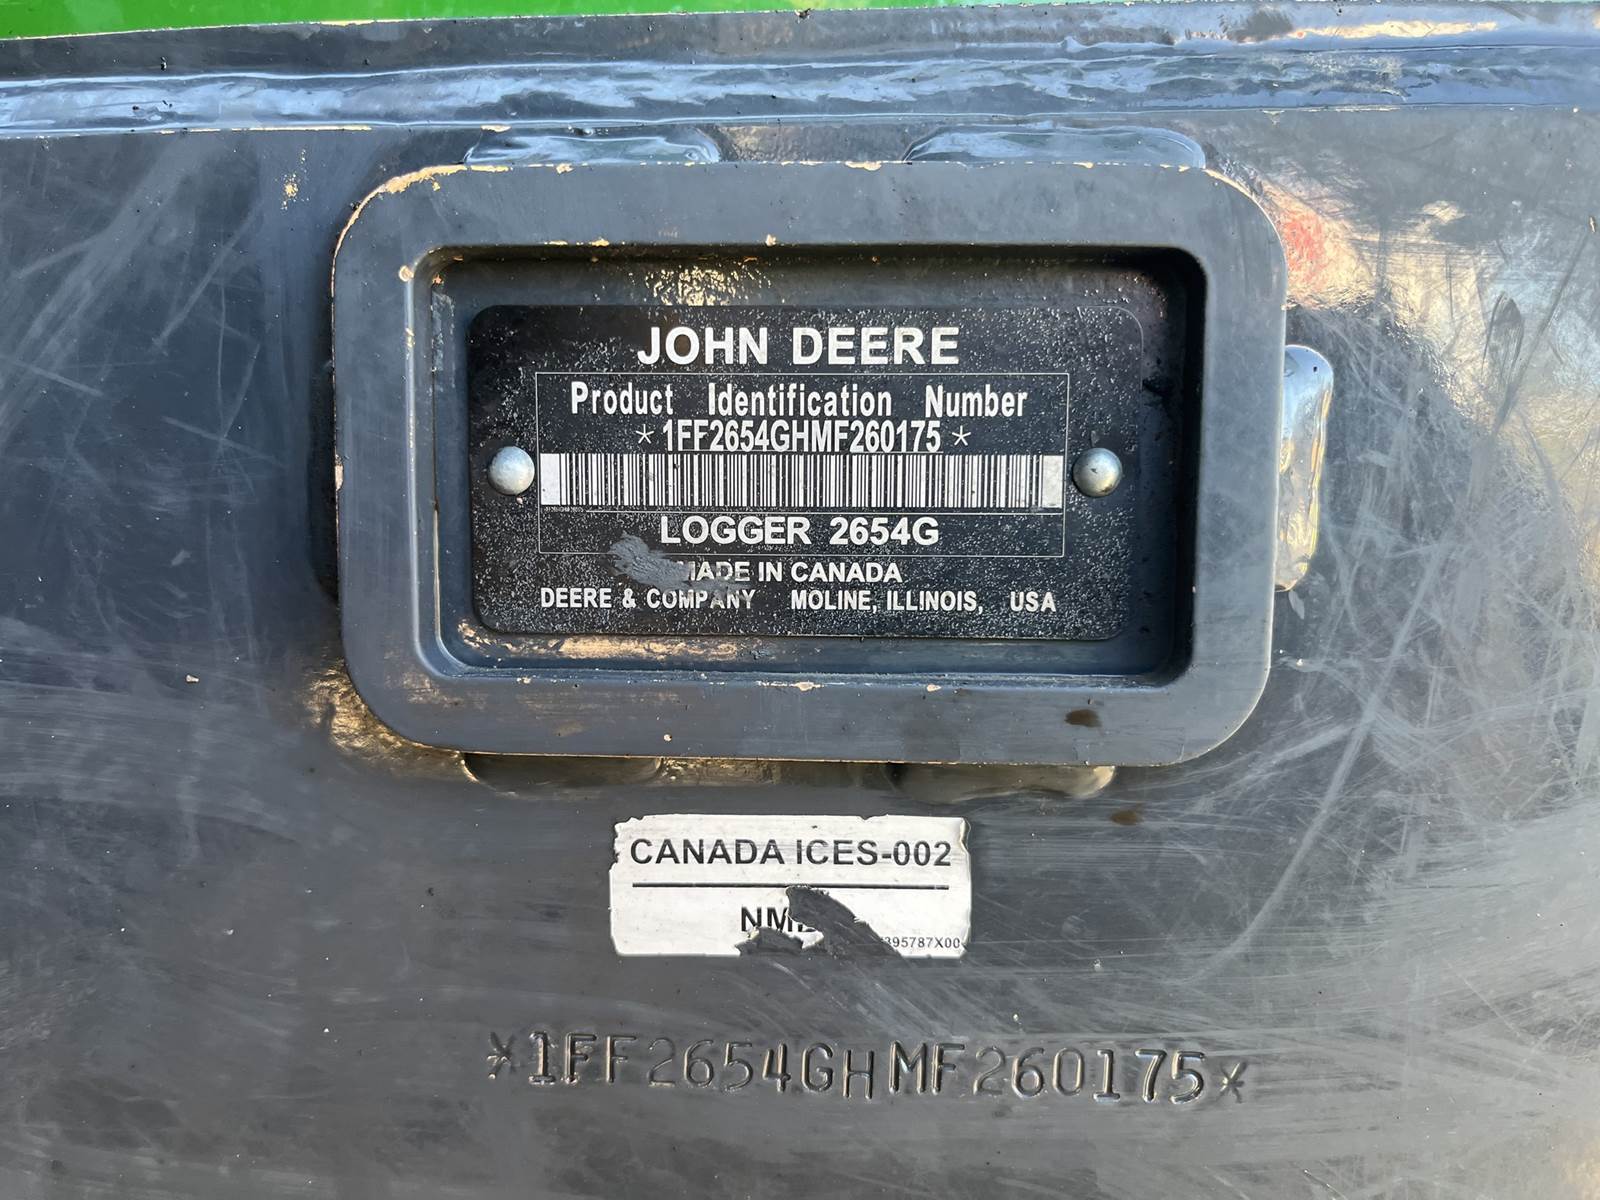 JOHN DEERE
Product Identification Number
*1FF2654GHMF260175*
LOGGER 2654G
MADE IN CANADA
DEERE & COMPANY MOLINE, ILLINOIS, USA
CANADA ICES-002
395787X00
*1FF2654GHMF260175*